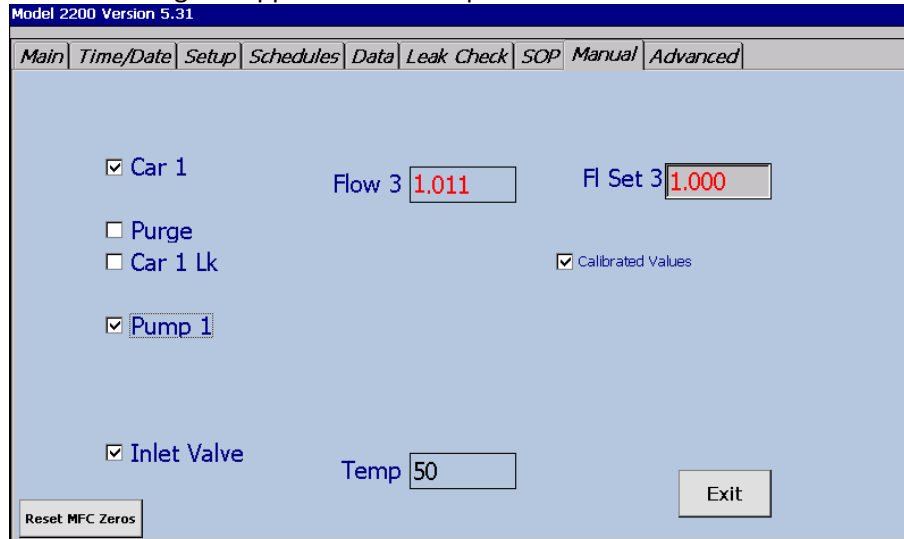 Model 2200 Version 5.31
Main Time/Date Setup Schedules Data Leak Check SOP Manual Advanced
Car 1
Flow 3 1.011
Fl Set 3 1.000
Purge
Car 1 Lk
Calibrated Values
Pump 1
Inlet Valve
Temp 50
Exit
Reset MFC Zeros